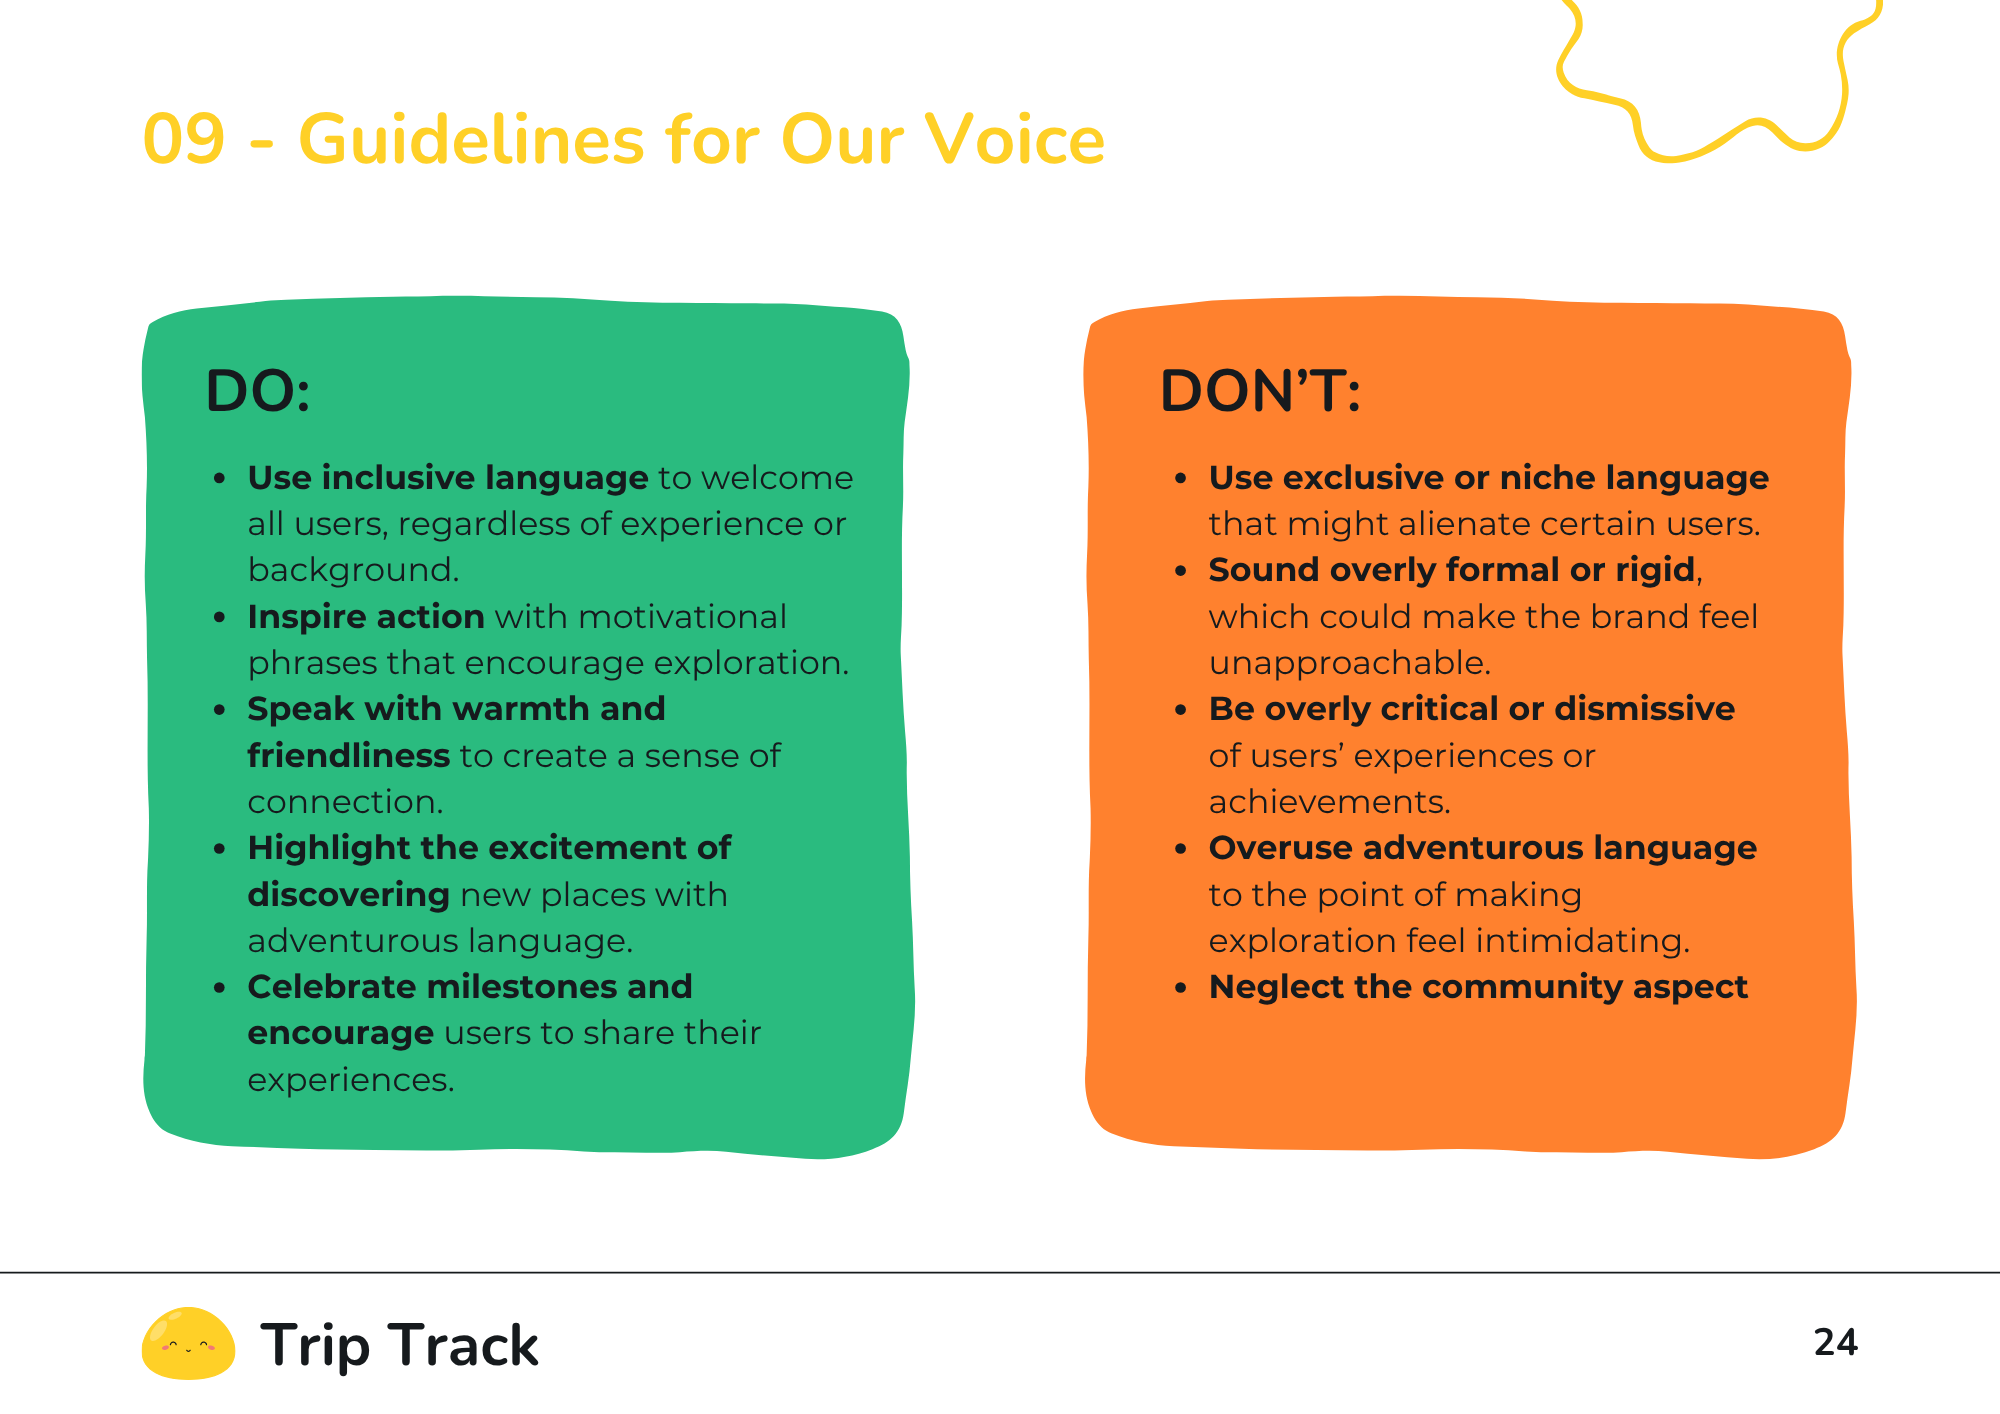 09 - Guidelines for Our Voice
DO:
• Use inclusive language to welcome
all users, regardless of experience or
background.
• Inspire action with motivational
phrases that encourage exploration.
• Speak with warmth and
friendliness to create a sense of
connection.
• Highlight the excitement of
discovering new places with
adventurous language.
• Celebrate milestones and
encourage users to share their
experiences.
DON’T:
• Use exclusive or niche language
that might alienate certain users.
• Sound overly formal or rigid,
which could make the brand feel
unapproachable.
• Be overly critical or dismissive
of users’ experiences or
achievements.
• Overuse adventurous language
to the point of making
exploration feel intimidating.
• Neglect the community aspect
Trip Track
24